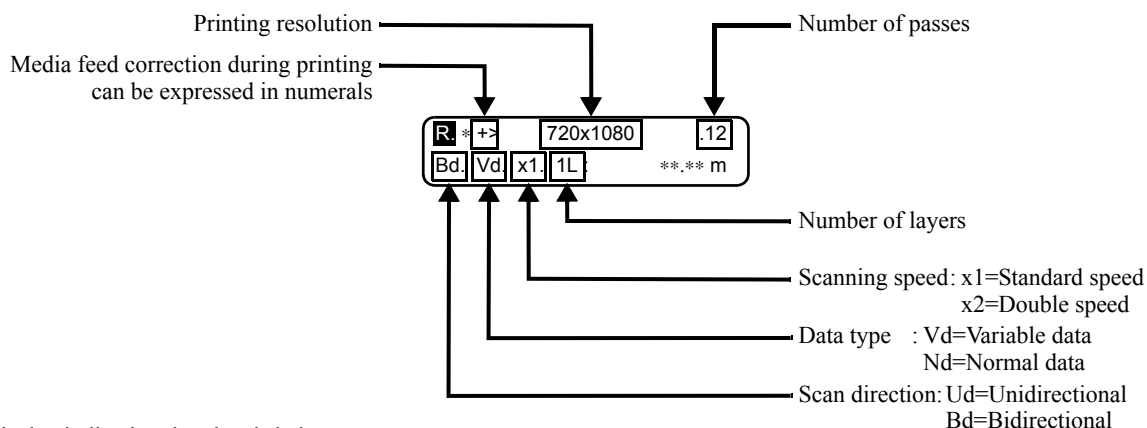 Printing resolution
Number of passes
Media feed correction during printing
can be expressed in numerals
R. * +> 720x1080 .12
Bd. Vd. x1. 1L : **.** m
Number of layers
Scanning speed: x1=Standard speed
x2=Double speed
Data type : Vd=Variable data
Nd=Normal data
Scan direction: Ud=Unidirectional
Bd=Bidirectional